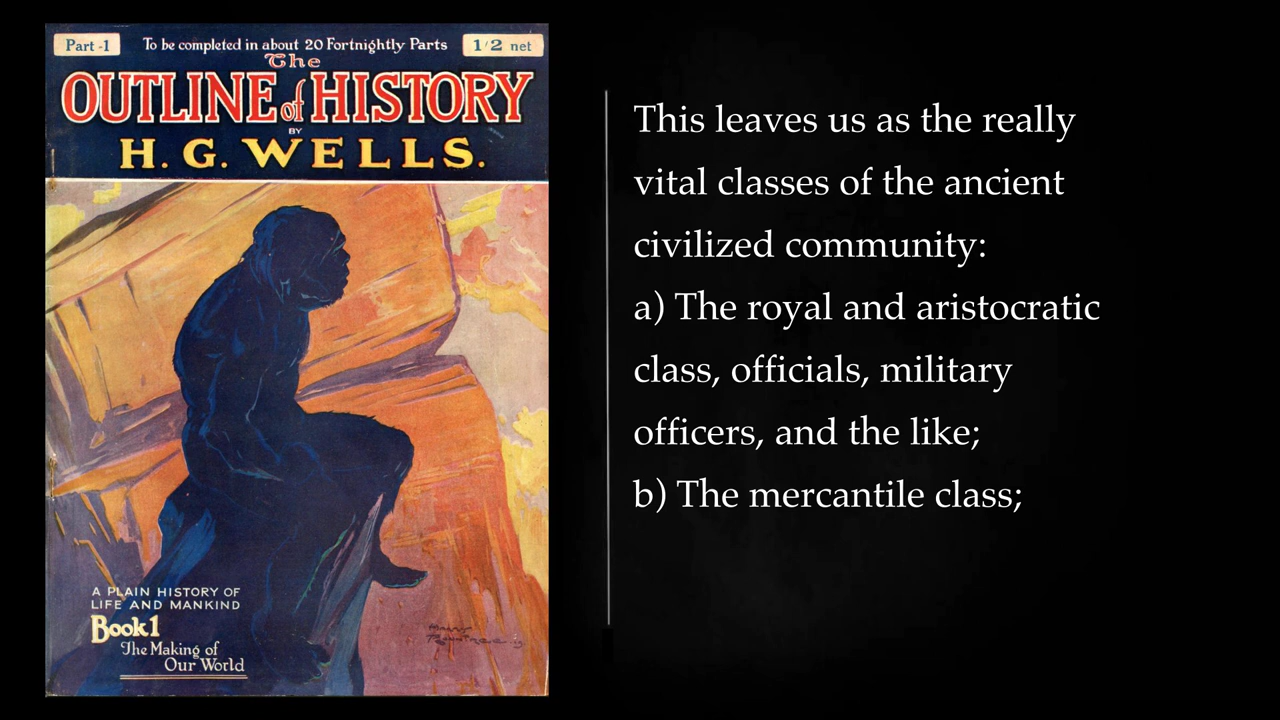 Part -1
To be completed in about 20 Fortnightly Parts
1/2 net
The
OUTLINE of HISTORY
BY
H. G. WELLS.
A PLAIN HISTORY OF
LIFE AND MANKIND
Book 1
The Making of
Our World
This leaves us as the really
vital classes of the ancient
civilized community:
a) The royal and aristocratic
class, officials, military
officers, and the like;
b) The mercantile class;